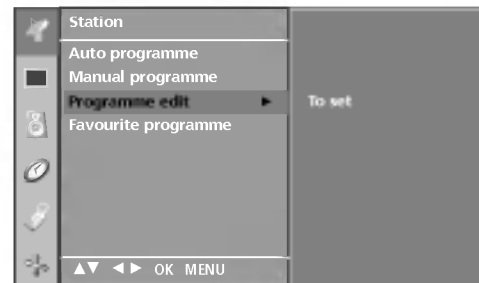 Station
Auto programme
Manual programme
Programme edit ► To set
Favourite programme
▲▼ ◄► OK MENU